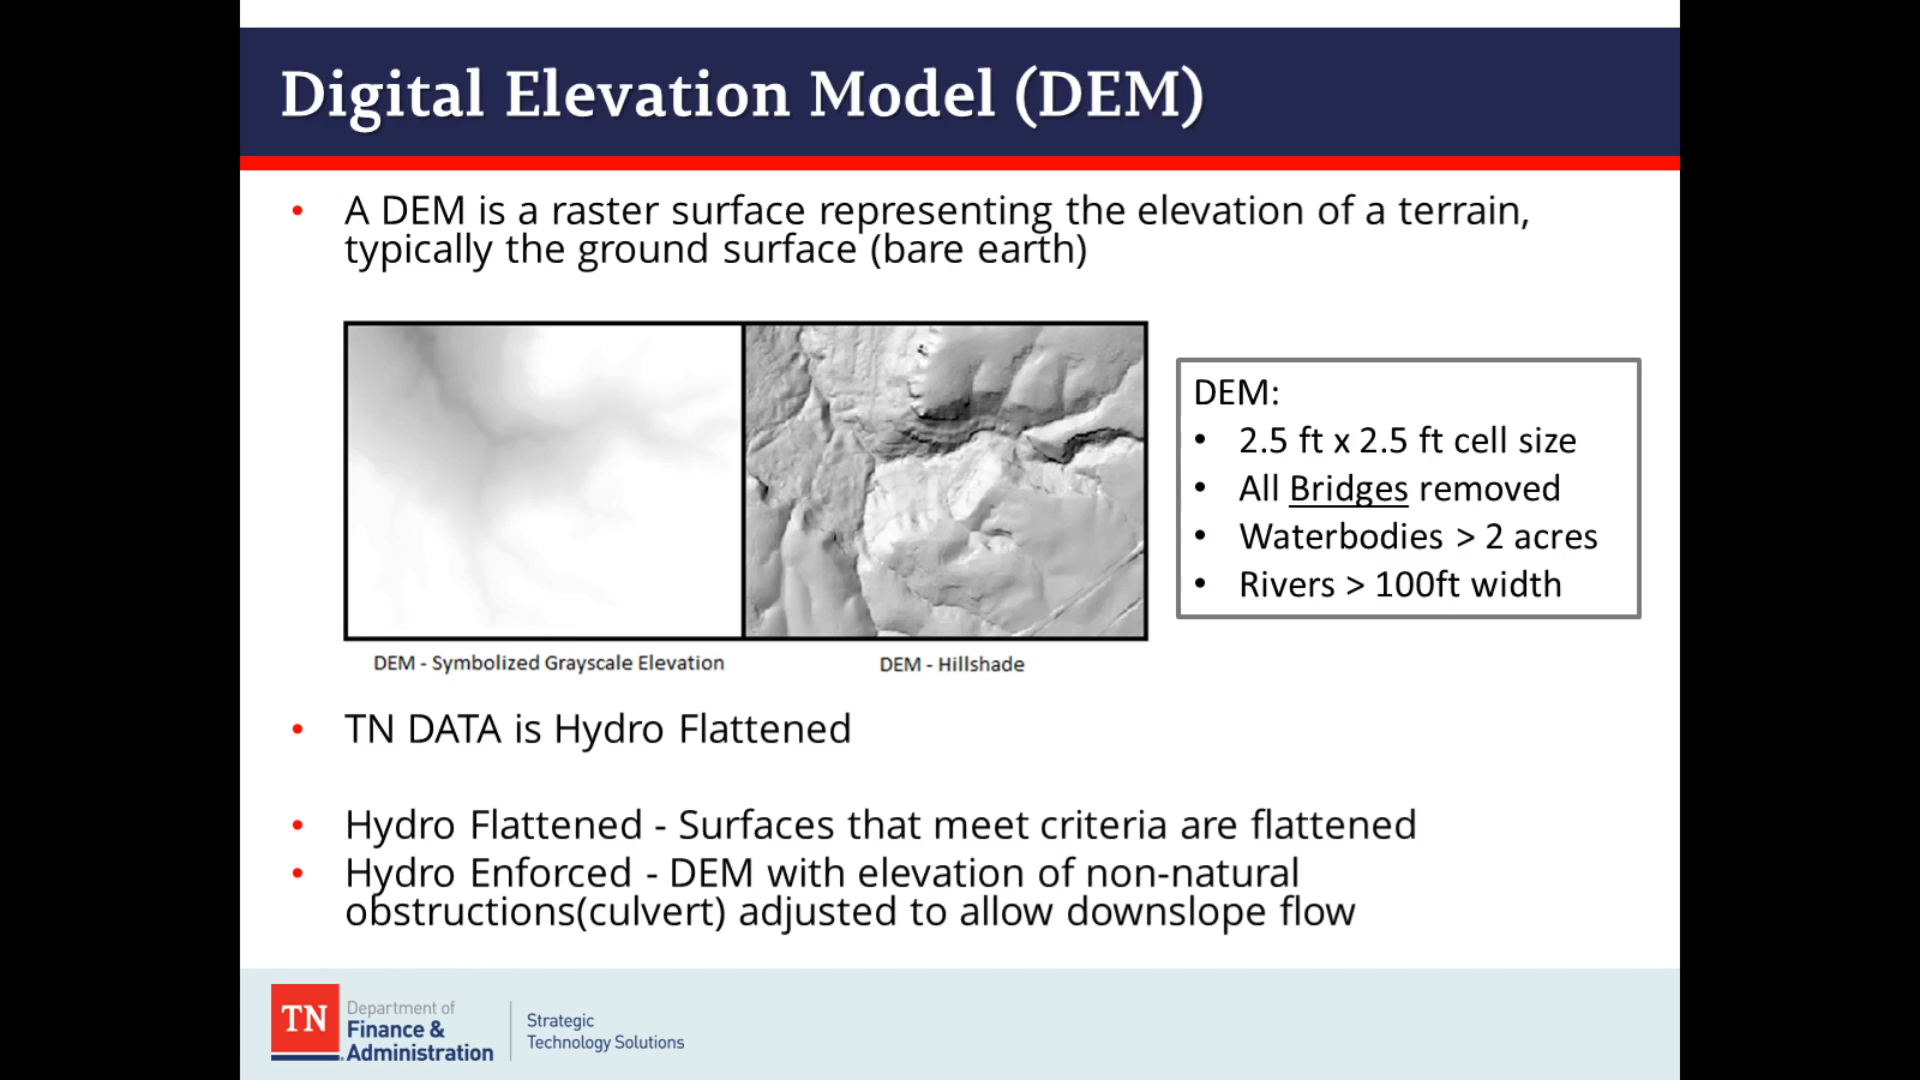 Digital Elevation Model (DEM)
• A DEM is a raster surface representing the elevation of a terrain,
typically the ground surface (bare earth)
DEM - Symbolized Grayscale Elevation
DEM - Hillshade
DEM:
• 2.5 ft x 2.5 ft cell size
• All Bridges removed
• Waterbodies > 2 acres
• Rivers > 100ft width
• TN DATA is Hydro Flattened
• Hydro Flattened - Surfaces that meet criteria are flattened
• Hydro Enforced - DEM with elevation of non-natural
obstructions(culvert) adjusted to allow downslope flow
TN
Department of
Finance &
Administration
Strategic
Technology Solutions